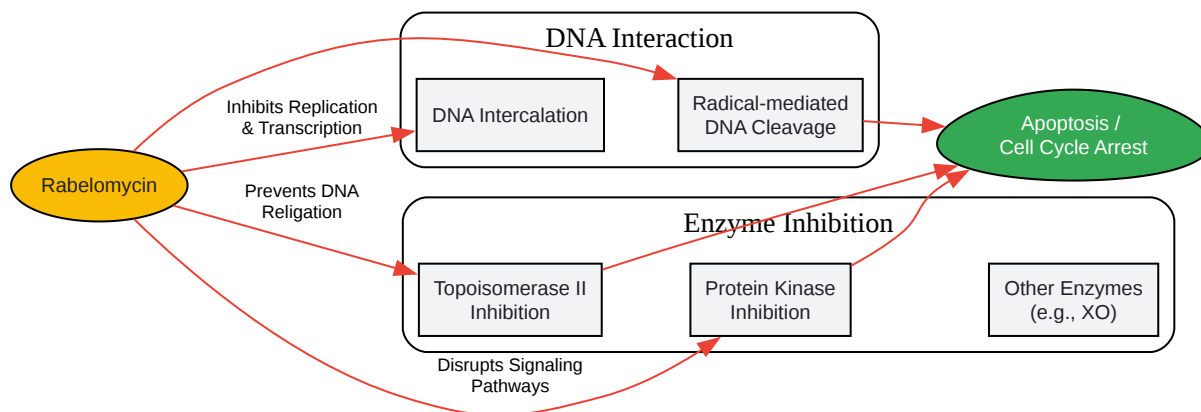 DNA Interaction
Inhibits Replication
& Transcription
DNA Intercalation
Radical-mediated
DNA Cleavage
Apoptosis /
Cell Cycle Arrest
Rabelomycin
Prevents DNA
Religation
Enzyme Inhibition
Topoisomerase II
Inhibition
Protein Kinase
Inhibition
Other Enzymes
(e.g., XO)
Disrupts Signaling
Pathways